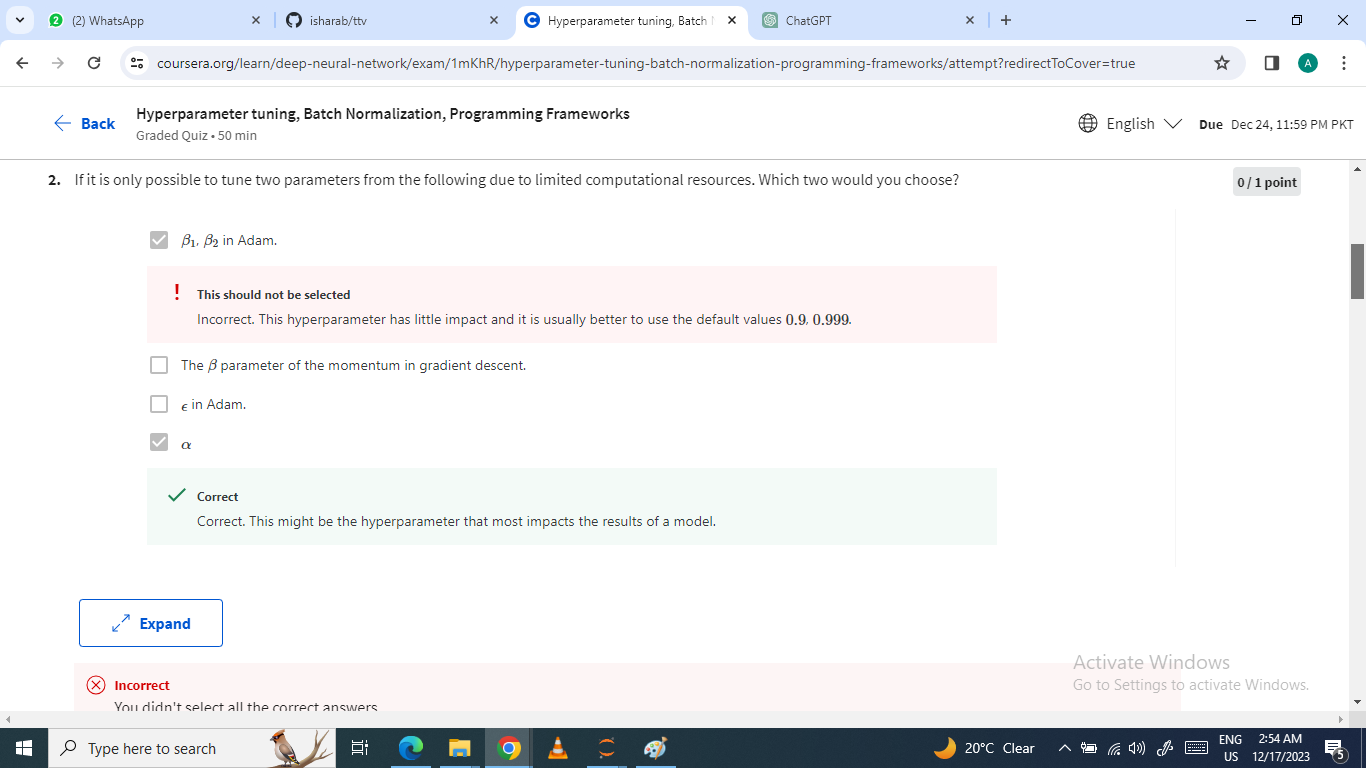 (2) WhatsApp
isharab/ttv
Hyperparameter tuning, Batch N
ChatGPT
coursera.org/learn/deep-neural-network/exam/1mKhR/hyperparameter-tuning-batch-normalization-programming-frameworks/attempt?redirectToCover=true
A
Back
Hyperparameter tuning, Batch Normalization, Programming Frameworks
Graded Quiz • 50 min
English
Due Dec 24, 11:59 PM PKT
2. If it is only possible to tune two parameters from the following due to limited computational resources. Which two would you choose?
0 / 1 point
β₁, β₂ in Adam.
This should not be selected
Incorrect. This hyperparameter has little impact and it is usually better to use the default values 0.9, 0.999.
The β parameter of the momentum in gradient descent.
ϵ in Adam.
α
Correct
Correct. This might be the hyperparameter that most impacts the results of a model.
Expand
Activate Windows
Go to Settings to activate Windows.
Incorrect
You didn't select all the correct answers
Type here to search
20°C Clear
ENG
US
2:54 AM
12/17/2023
5